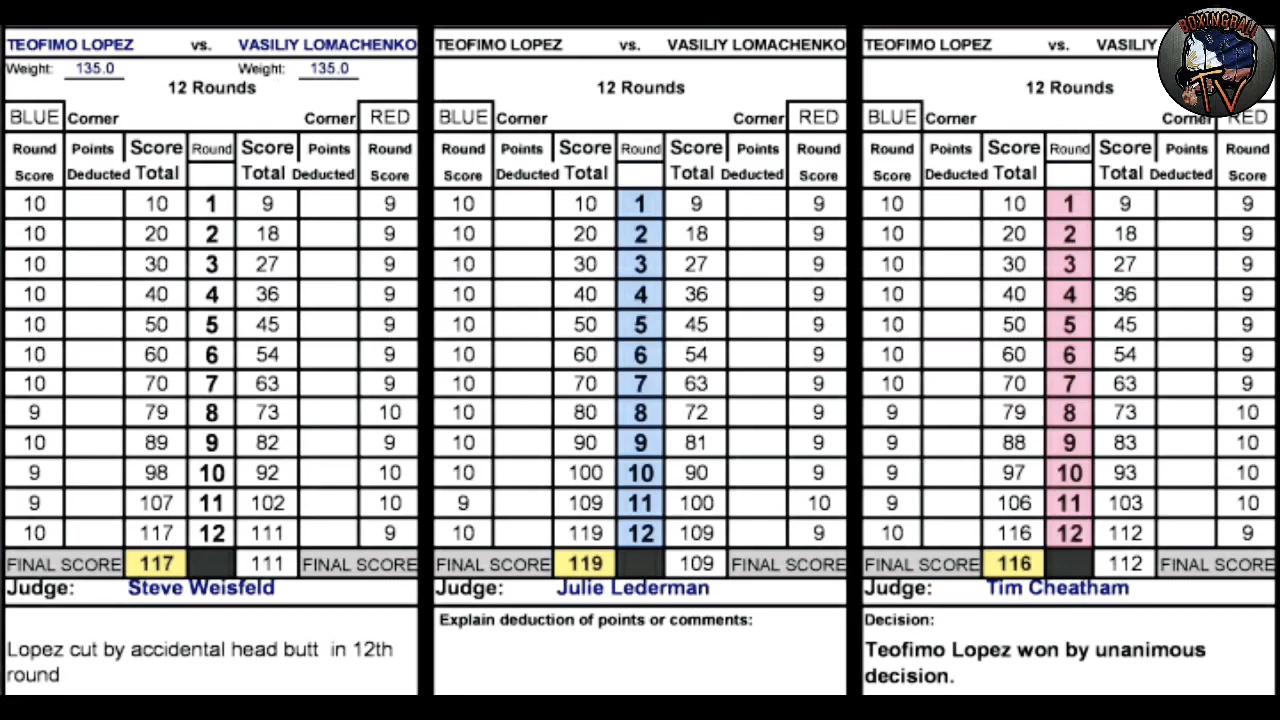 BOXINGRALL
TV
TEOFIMO LOPEZ vs. VASILIY LOMACHENKO
Weight: 135.0 Weight: 135.0
12 Rounds
BLUE Corner Corner RED
Round Points Score Round Score Points Round
Score Deducted Total Total Deducted Score
10 10 1 9 9
10 20 2 18 9
10 30 3 27 9
10 40 4 36 9
10 50 5 45 9
10 60 6 54 9
10 70 7 63 9
9 79 8 73 10
10 89 9 82 9
9 98 10 92 10
9 107 11 102 10
10 117 12 111 9
FINAL SCORE 117 111 FINAL SCORE
Judge: Steve Weisfeld
Lopez cut by accidental head butt in 12th
round
TEOFIMO LOPEZ vs. VASILIY LOMACHENKO
12 Rounds
BLUE Corner Corner RED
Round Points Score Round Score Points Round
Score Deducted Total Total Deducted Score
10 10 1 9 9
10 20 2 18 9
10 30 3 27 9
10 40 4 36 9
10 50 5 45 9
10 60 6 54 9
10 70 7 63 9
10 80 8 72 9
10 90 9 81 9
10 100 10 90 9
9 109 11 100 10
10 119 12 109 9
FINAL SCORE 119 109 FINAL SCORE
Judge: Julie Lederman
Explain deduction of points or comments:
TEOFIMO LOPEZ vs. VASILIY
12 Rounds
BLUE Corner Corner RED
Round Points Score Round Score Points Round
Score Deducted Total Total Deducted Score
10 10 1 9 9
10 20 2 18 9
10 30 3 27 9
10 40 4 36 9
10 50 5 45 9
10 60 6 54 9
10 70 7 63 9
9 79 8 73 10
9 88 9 83 10
9 97 10 93 10
9 106 11 103 10
10 116 12 112 9
FINAL SCORE 116 112 FINAL SCORE
Judge: Tim Cheatham
Decision:
Teofimo Lopez won by unanimous
decision.